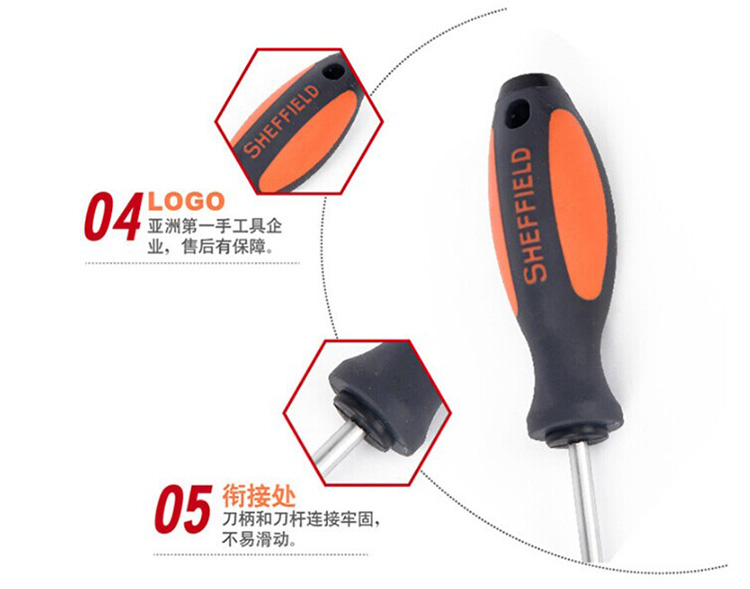 SHEFFIELD
SHEFFIELD
04 LOGO
亚洲第一手工具企
业，售后有保障。
05 衔接处
刀柄和刀杆连接牢固，
不易滑动。